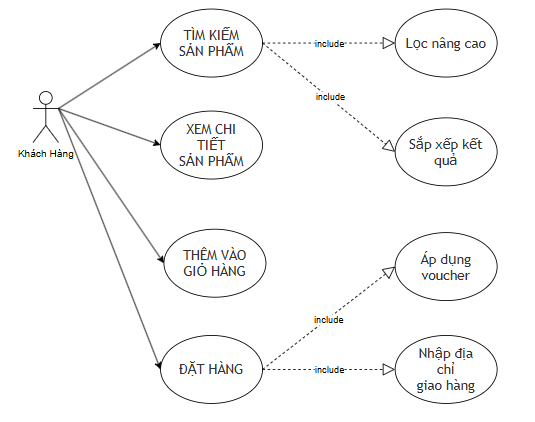 TÌM KIẾM
SẢN PHẨM
include
Lọc nâng cao
include
Khách Hàng
XEM CHI
TIẾT
SẢN PHẨM
Sắp xếp kết
quả
THÊM VÀO
GIỎ HÀNG
Áp dụng
voucher
include
ĐẶT HÀNG
include
Nhập địa
chỉ
giao hàng